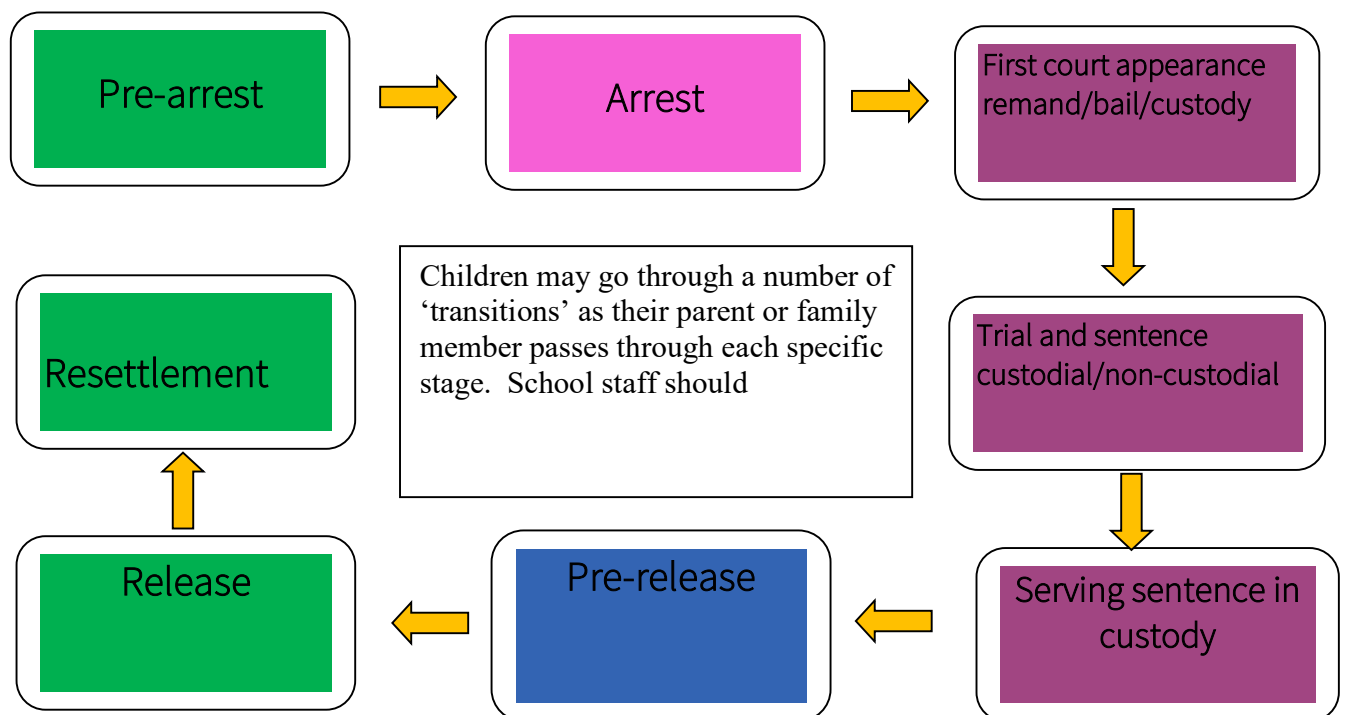 Pre-arrest
Arrest
First court appearance
remand/bail/custody
Children may go through a number of
‘transitions’ as their parent or family
member passes through each specific
stage.  School staff should
Trial and sentence
custodial/non-custodial
Serving sentence in
custody
Pre-release
Release
Resettlement